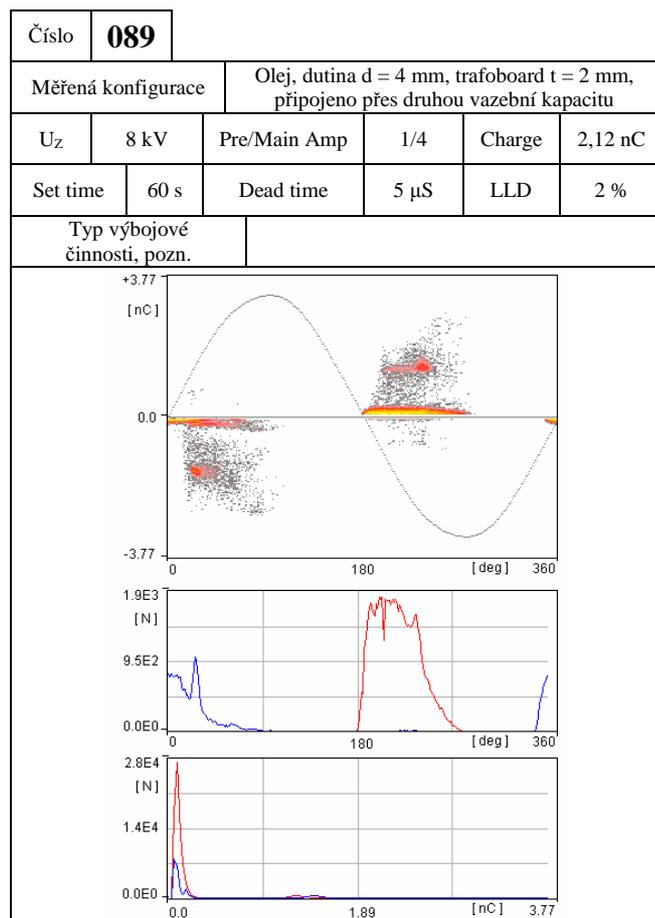 Číslo 089
Měřená konfigurace Olej, dutina d = 4 mm, trafoboard t = 2 mm,
připojeno přes druhou vazební kapacitu
UZ 8 kV Pre/Main Amp 1/4 Charge 2,12 nC
Set time 60 s Dead time 5 μS LLD 2 %
Typ výbojové
činnosti, pozn.
+3.77
[nC]
0.0
-3.77
0 180 [deg] 360
1.9E3
[N]
9.5E2
0.0E0
0 180 [deg] 360
2.8E4
[N]
1.4E4
0.0E0
0.0 1.89 [nC] 3.77